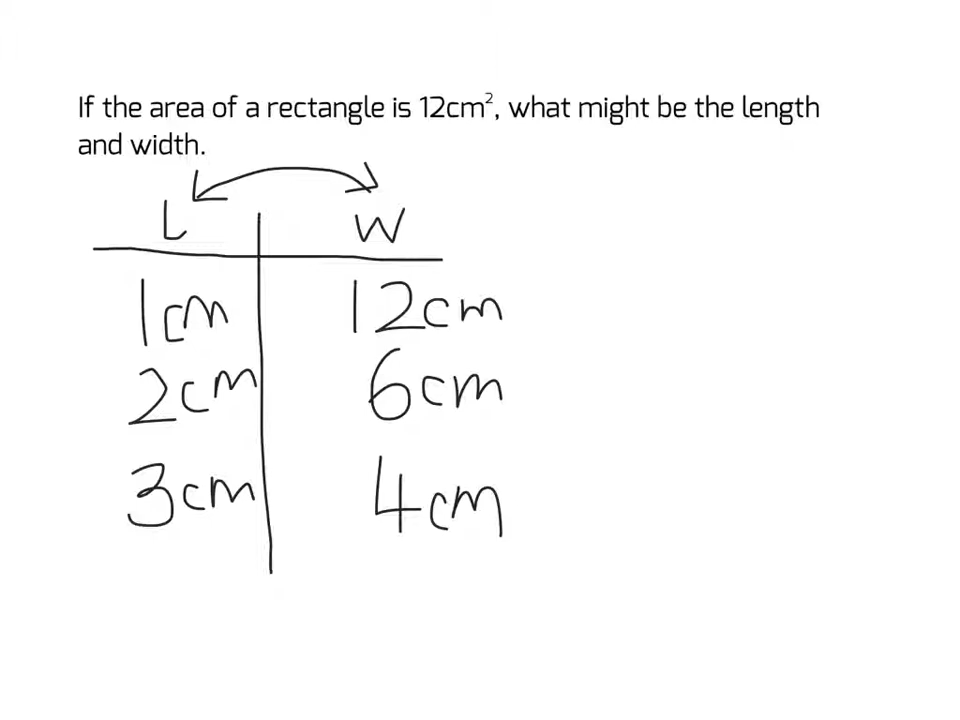 If the area of a rectangle is 12cm², what might be the length
and width.
L W
1cm 12cm
2cm 6cm
3cm 4cm